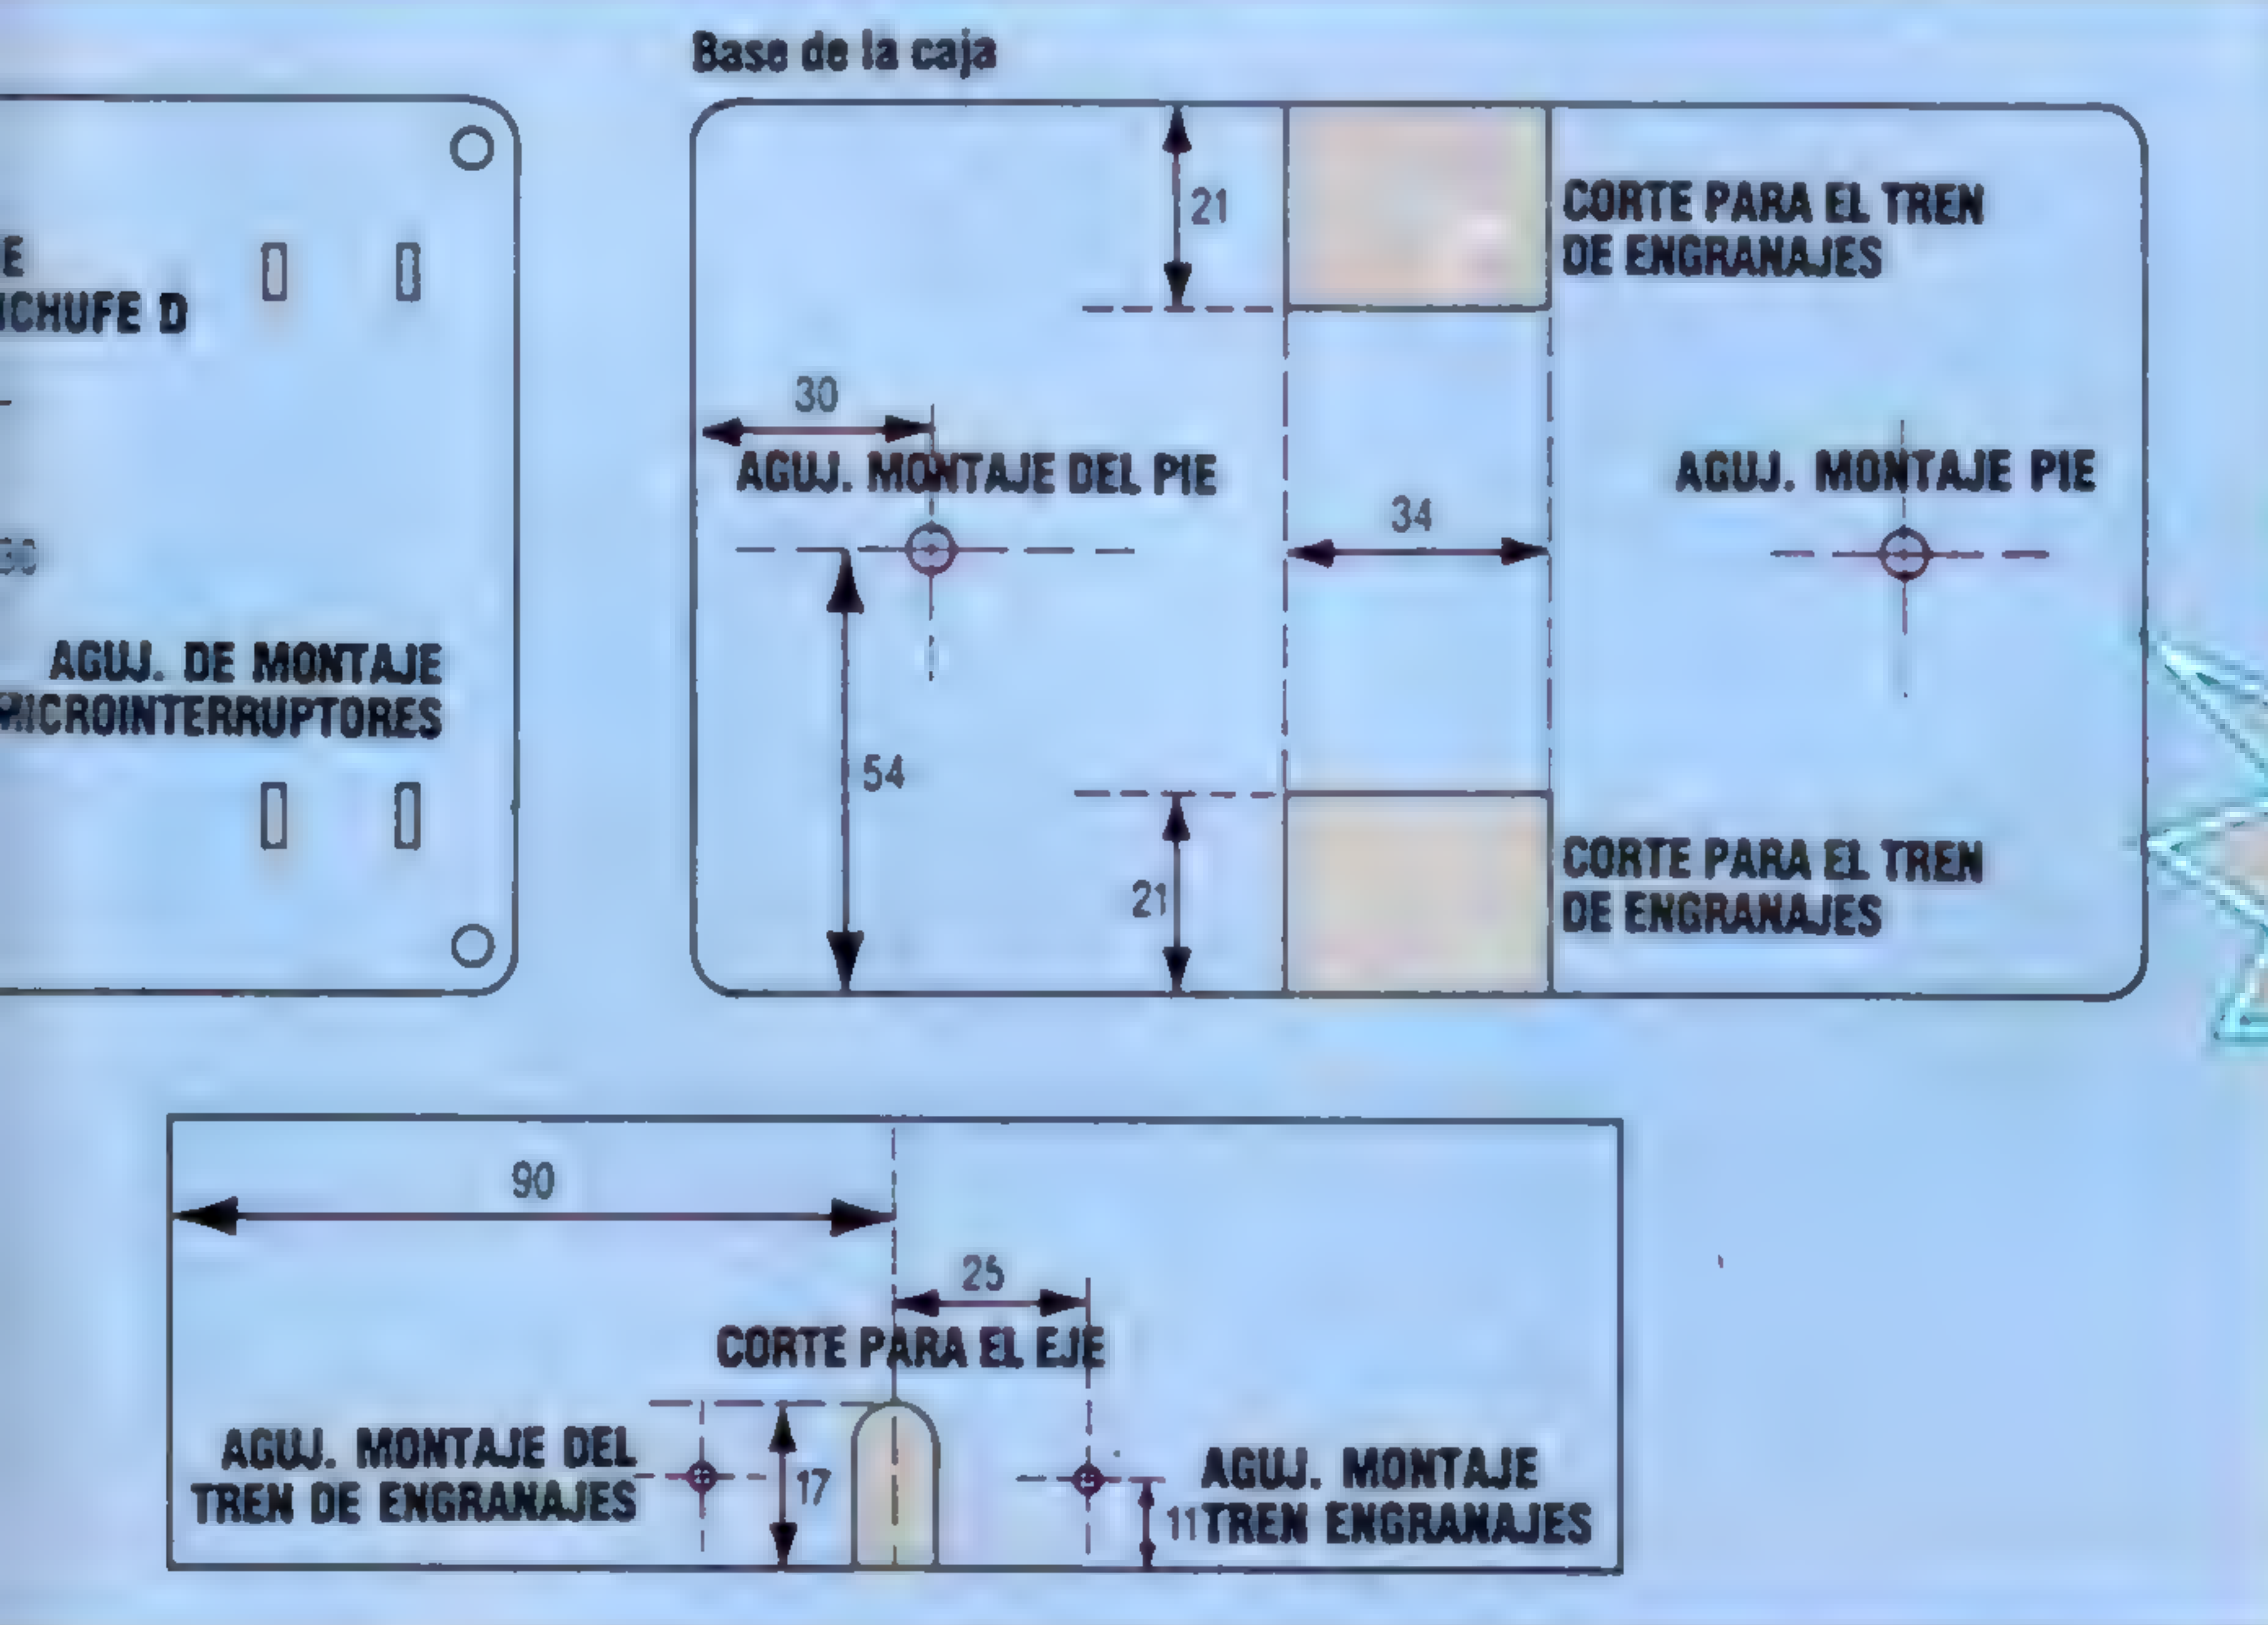 Base de la caja
E
CHUFE D
AGUJ. DE MONTAJE
MICROINTERRUPTORES
21
CORTE PARA EL TREN
DE ENGRANAJES
30
AGUJ. MONTAJE DEL PIE
34
AGUJ. MONTAJE PIE
54
21
CORTE PARA EL TREN
DE ENGRANAJES
90
25
CORTE PARA EL EJE
AGUJ. MONTAJE DEL
TREN DE ENGRANAJES
17
11
AGUJ. MONTAJE
TREN ENGRANAJES